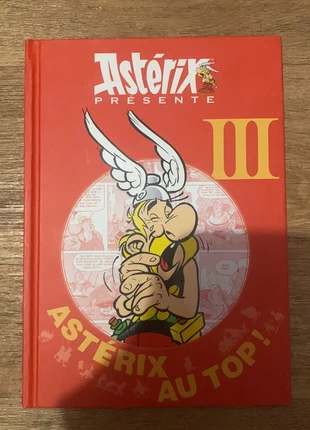 Astérix
PRÉSENTE
III
ASTÉRIX
AU TOP !